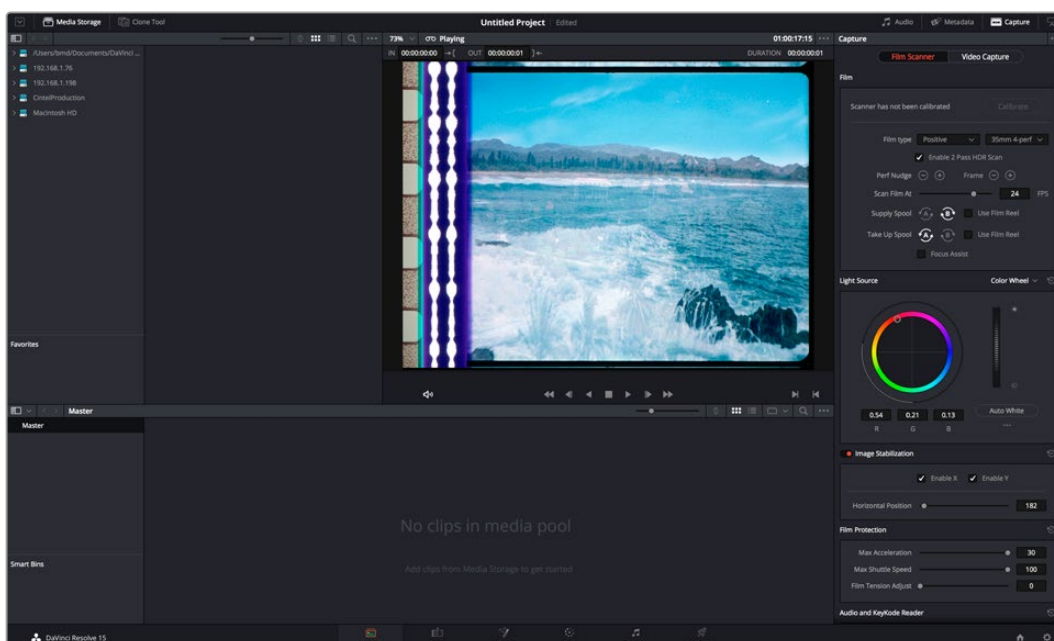 Media Storage Clone Tool Untitled Project Edited Audio Metadata Capture
73% Playing 01:00:17:15 Capture
IN 00:00:00:00 OUT 00:00:00:01 DURATION 00:00:00:01
/Users/bmd/Documents/DaVinci ...
192.168.1.76
192.168.1.198
CintelProduction
Macintosh HD
Film Scanner Video Capture
Film
Scanner has not been calibrated Calibrate
Film type Positive 35mm 4-perf
Enable 2 Pass HDR Scan
Perf Nudge Frame
Scan Film At 24 FPS
Supply Spool A B Use Film Reel
Take Up Spool A B Use Film Reel
Focus Assist
Light Source Color Wheel
0.54 0.21 0.13 Auto White
R G B
Favorites
Master
Master
No clips in media pool
Add clips from Media Storage to get started
Smart Bins
Image Stabilization
Enable X Enable Y
Horizontal Position 182
Film Protection
Max Acceleration 30
Max Shuttle Speed 100
Film Tension Adjust 0
Audio and KeyKode Reader
DaVinci Resolve 15